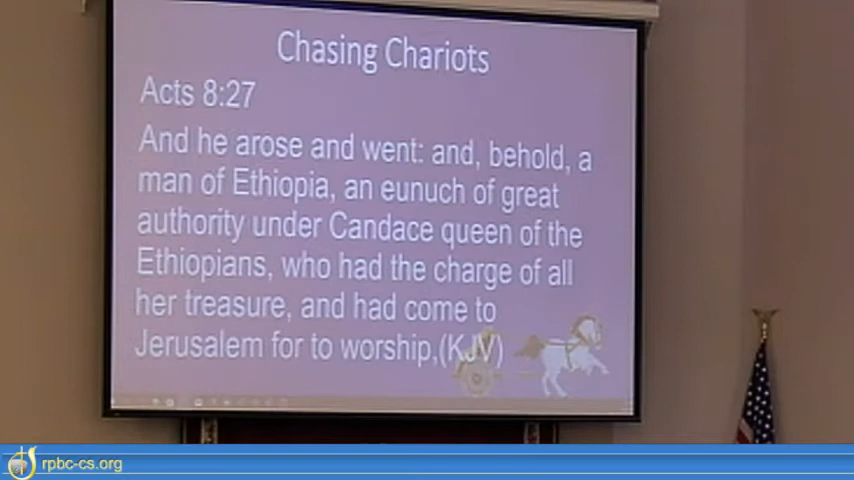 Chasing Chariots
Acts 8:27
And he arose and went: and, behold, a
man of Ethiopia, an eunuch of great
authority under Candace queen of the
Ethiopians, who had the charge of all
her treasure, and had come to
Jerusalem for to worship,(KJV)
rpbc-cs.org